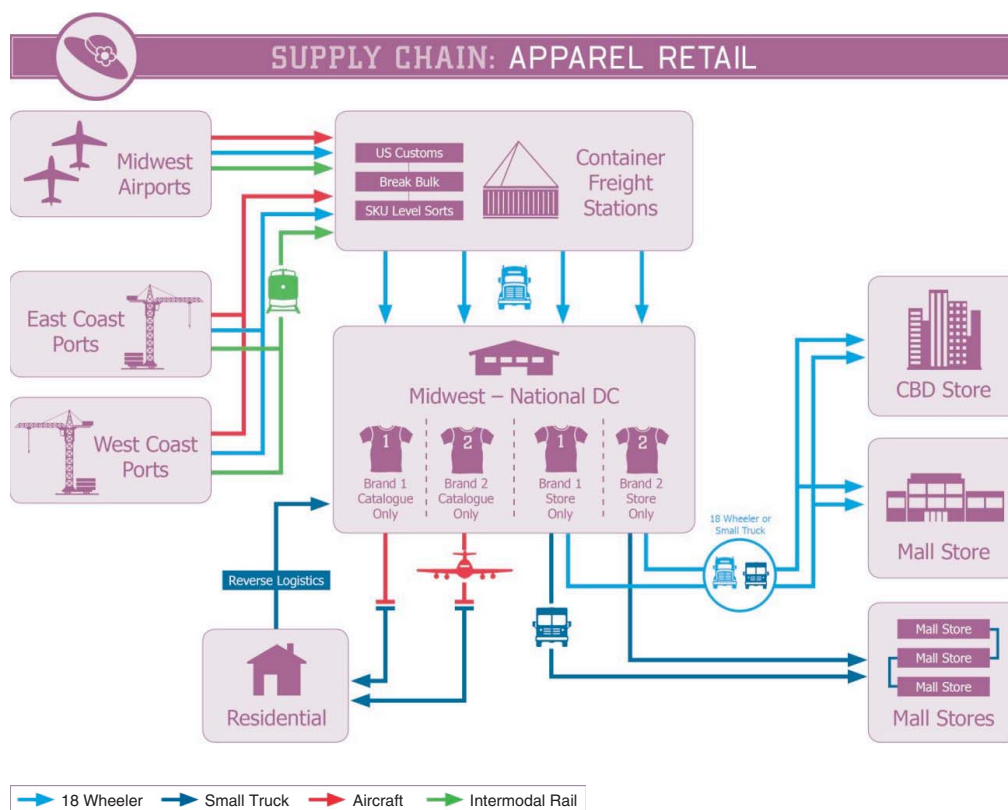 SUPPLY CHAIN: APPAREL RETAIL
Midwest
Airports
US Customs
Break Bulk
SKU Level Sorts
Container
Freight
Stations
East Coast
Ports
West Coast
Ports
Midwest – National DC
1
Brand 1
Catalogue
Only
2
Brand 2
Catalogue
Only
1
Brand 1
Store
Only
2
Brand 2
Store
Only
CBD Store
18 Wheeler or
Small Truck
Mall Store
Reverse Logistics
Residential
Mall Store
Mall Store
Mall Store
Mall Stores
18 Wheeler
Small Truck
Aircraft
Intermodal Rail